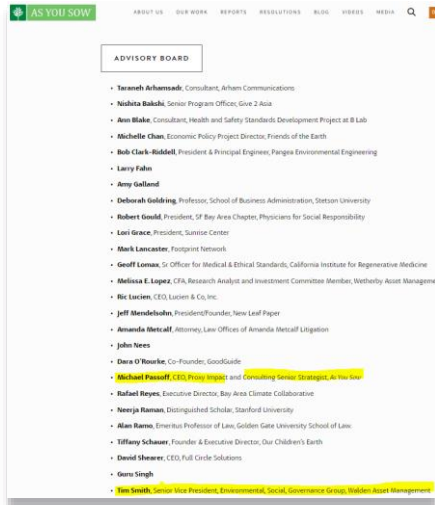 AS YOU SOW
ABOUT US OUR WORK REPORTS RESOLUTIONS BLOG VIDEOS MEDIA
ADVISORY BOARD
• Taraneh Arhamsadr, Consultant, Arham Communications
• Nishita Bakshi, Senior Program Officer, Give 2 Asia
• Ann Blake, Consultant, Health and Safety Standards Development Project at B Lab
• Michelle Chan, Economic Policy Project Director, Friends of the Earth
• Bob Clark-Riddell, President & Principal Engineer, Pangea Environmental Engineering
• Larry Fahn
• Amy Galland
• Deborah Goldring, Professor, School of Business Administration, Stetson University
• Robert Gould, President, SF Bay Area Chapter, Physicians for Social Responsibility
• Lori Grace, President, Sunrise Center
• Mark Lancaster, Footprint Network
• Geoff Lomax, Sr Officer for Medical & Ethical Standards, California Institute for Regenerative Medicine
• Melissa E. Lopez, CFA, Research Analyst and Investment Committee Member, Wetherby Asset Manageme
• Ric Lucien, CEO, Lucien & Co, Inc.
• Jeff Mendelsohn, President/Founder, New Leaf Paper
• Amanda Metcalf, Attorney, Law Offices of Amanda Metcalf Litigation
• John Nees
• Dara O'Rourke, Co-Founder, GoodGuide
• Michael Passoff, CEO, Proxy Impact and Consulting Senior Strategist, As You Sow
• Rafael Reyes, Executive Director, Bay Area Climate Collaborative
• Neerja Raman, Distinguished Scholar, Stanford University
• Alan Ramo, Emeritus Professor of Law, Golden Gate University School of Law.
• Tiffany Schauer, Founder & Executive Director, Our Children's Earth
• David Shearer, CEO, Full Circle Solutions
• Guru Singh
• Tim Smith, Senior Vice President, Environmental, Social, Governance Group, Walden Asset Management